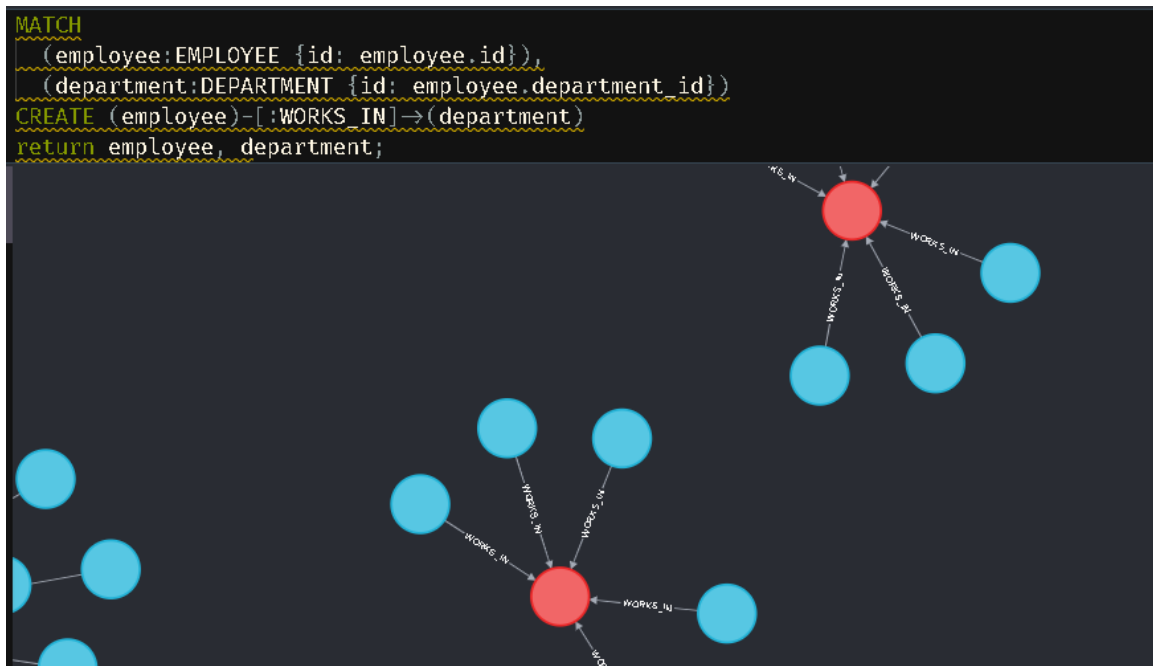 MATCH
(employee:EMPLOYEE {id: employee.id}),
(department:DEPARTMENT {id: employee.department_id})
CREATE (employee)-[:WORKS_IN]→(department)
return employee, department;
WORKS_IN
WORKS_IN
WORKS_IN
WORKS_IN
WORKS_IN
WORKS_IN
WORKS_IN